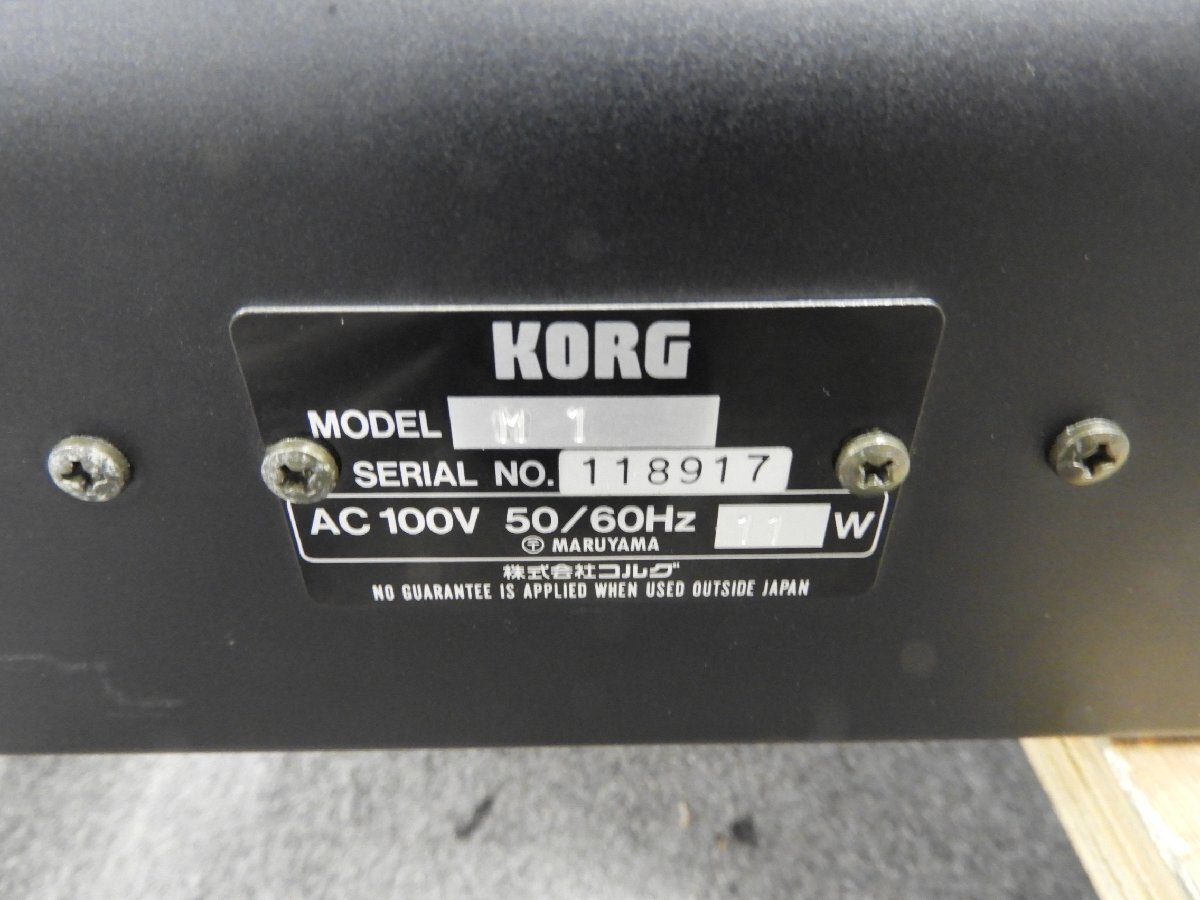 KORG
MODEL M 1
SERIAL NO. 118917
AC 100V 50/60Hz 11 W
〶 MARUYAMA
株式会社コルグ
NO GUARANTEE IS APPLIED WHEN USED OUTSIDE JAPAN